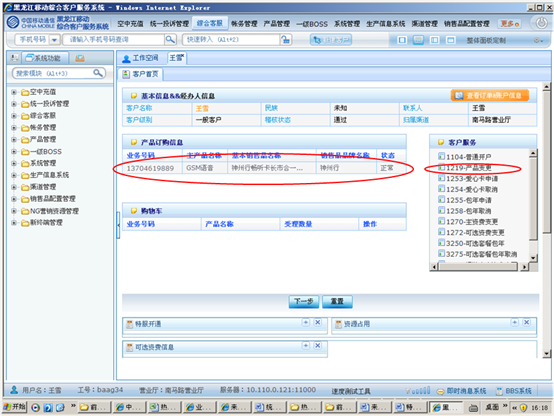 黑龙江移动综合客户服务系统 - Windows Internet Explorer
中国移动通信 CHINA MOBILE 黑龙江移动 综合客户服务系统 空中充值 统一投诉管理 综合客服 账务管理 产品管理 一级BOSS 系统管理 主产品信息系统 渠道管理 销售品配置管理 更多
手机号码 请输入手机号查询 快速转入 (Alt+2) 整体面板定制
系统功能
搜索模块 (Alt+3)
空中充值
统一投诉管理
综合客服
账务管理
产品管理
一级BOSS
系统管理
主产信息系统
渠道管理
销售品配置管理
NG营销资源管理
新终端管理
工作空间 王雪
客户首页
基本信息&&经办人信息 查看订单&账户信息
客户名称 王雪 民族 未知 联系人 王雪
客户级别 一般客户 稽核状态 通过 归属渠道 南马路营业厅
产品订购信息
业务号码 主产品名称 基本销售品名称 销售品品牌名称 状态
13704619889 GSM语音 神州行畅听卡长市合一... 神州行 正常
购物车
业务号码 产品名称 受理数量 操作
客户服务
1104-普通开户
1219-产品变更
1253-爱心卡申请
1254-爱心卡取消
1255-包年申请
1258-包年取消
1270-主资费变更
1272-可选资费变更
3250-可选套餐包年
3275-可选套餐包年取消
下一步 重置
特服开通 资源占用
可选资费信息
用户名：王雪 工号：baag34 营业厅：南马路营业厅 服务器：10.110.0.121:11000 速度测试工具 即时消息系统 BBS系统
开始 前... 中... 热... 业... 来... 统... 热... 前... 来... 特... 里... 桌面 16:18